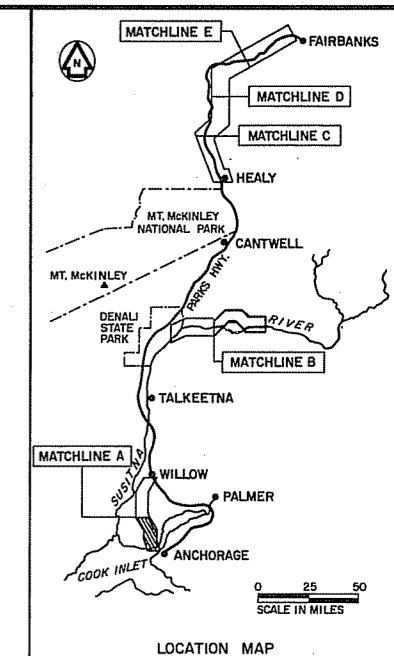 MATCHLINE E
FAIRBANKS
N
MATCHLINE D
MATCHLINE C
HEALY
MT. McKINLEY
NATIONAL PARK
CANTWELL
MT. McKINLEY
PARKS HWY.
DENALI
STATE
PARK
RIVER
MATCHLINE B
TALKEETNA
MATCHLINE A
SUSITNA
WILLOW
PALMER
ANCHORAGE
COOK INLET
0 25 50
SCALE IN MILES
LOCATION MAP